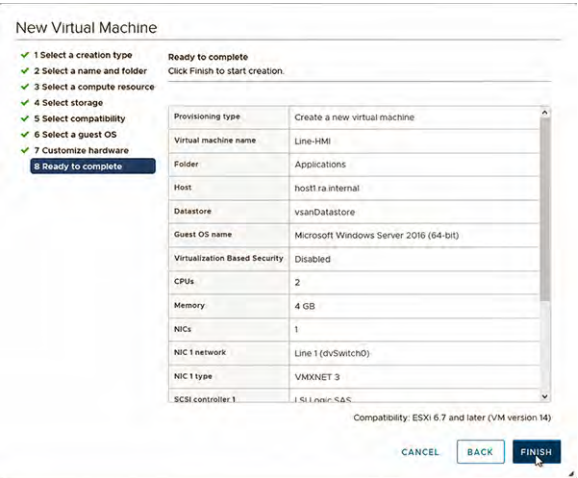 New Virtual Machine
✔ 1 Select a creation type
✔ 2 Select a name and folder
✔ 3 Select a compute resource
✔ 4 Select storage
✔ 5 Select compatibility
✔ 6 Select a guest OS
✔ 7 Customize hardware
8 Ready to complete
Ready to complete
Click Finish to start creation.
Provisioning type Create a new virtual machine
Virtual machine name Line-HMI
Folder Applications
Host host1.ra.internal
Datastore vsanDatastore
Guest OS name Microsoft Windows Server 2016 (64-bit)
Virtualization Based Security Disabled
CPUs 2
Memory 4 GB
NICs 1
NIC 1 network Line 1 (dvSwitch0)
NIC 1 type VMXNET 3
SCSI controller 1 LSI Logic SAS
Compatibility: ESXi 6.7 and later (VM version 14)
CANCEL BACK FINISH